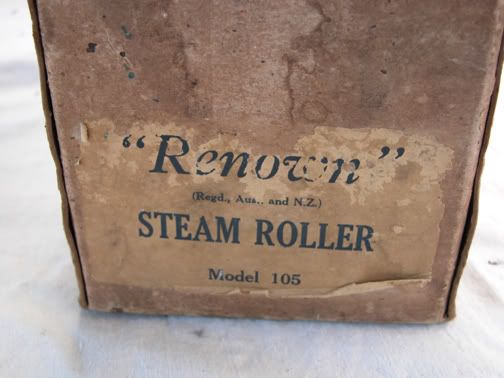 "Renown"
(Regd., Aus., and N.Z.)
STEAM ROLLER
Model 105